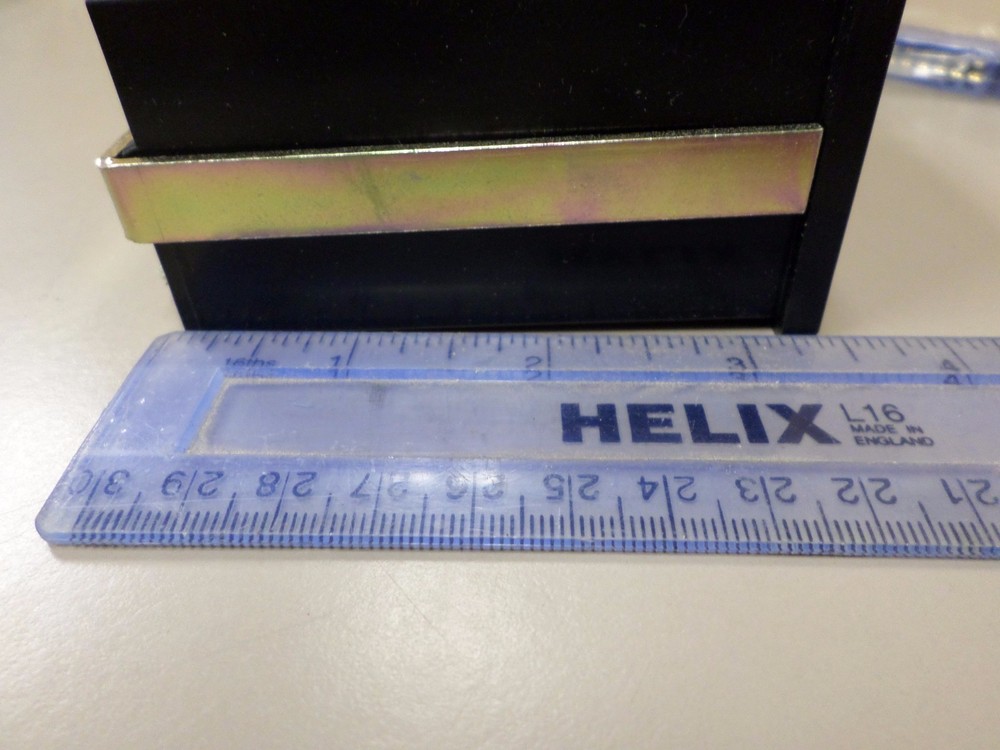 16ths 1 2 3 4
HELIX L16
MADE IN
ENGLAND
30 29 28 27 26 25 24 23 22 21